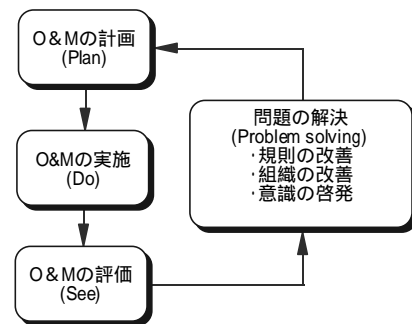 O&Mの計画
(Plan)
O&Mの実施
(Do)
O&Mの評価
(See)
問題の解決
(Problem solving)
・規則の改善
・組織の改善
・意識の啓発